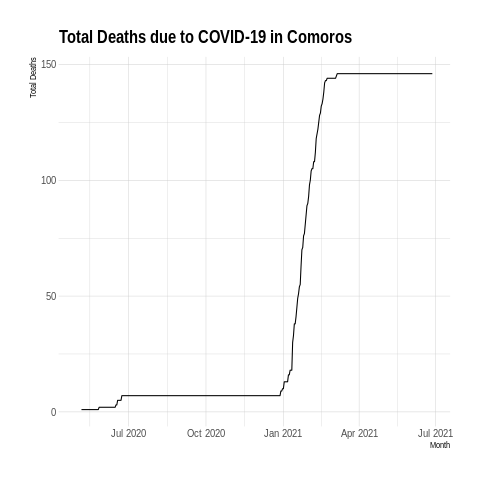 Total Deaths due to COVID-19 in Comoros
Total Deaths
150
100
50
0
Jul 2020 Oct 2020 Jan 2021 Apr 2021 Jul 2021
Month